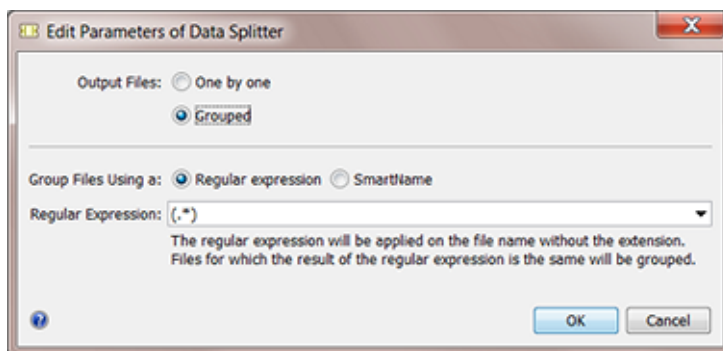 Edit Parameters of Data Splitter
Output Files: One by one
Grouped
Group Files Using a: Regular expression SmartName
Regular Expression: (.*)
The regular expression will be applied on the file name without the extension.
Files for which the result of the regular expression is the same will be grouped.
OK Cancel